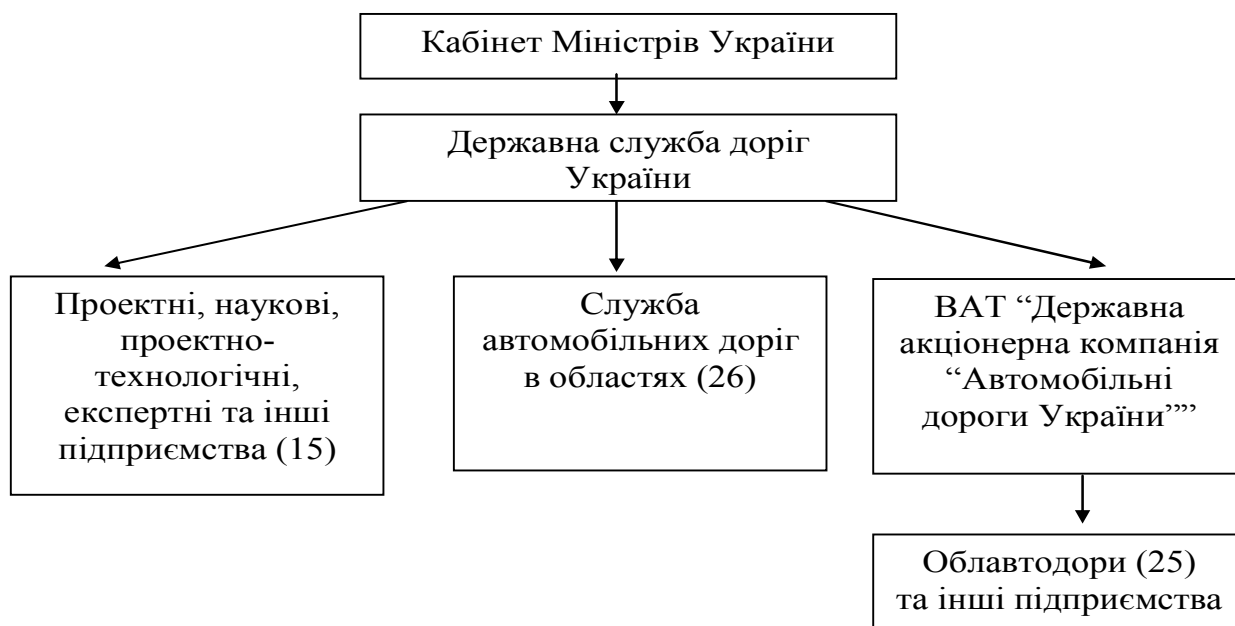 Кабінет Міністрів України
Державна служба доріг
України
Проектні, наукові,
проектно-
технологічні,
експертні та інші
підприємства (15)
Служба
автомобільних доріг
в областях (26)
ВАТ “Державна
акціонерна компанія
“Автомобільні
дороги України””
Облавтодори (25)
та інші підприємства